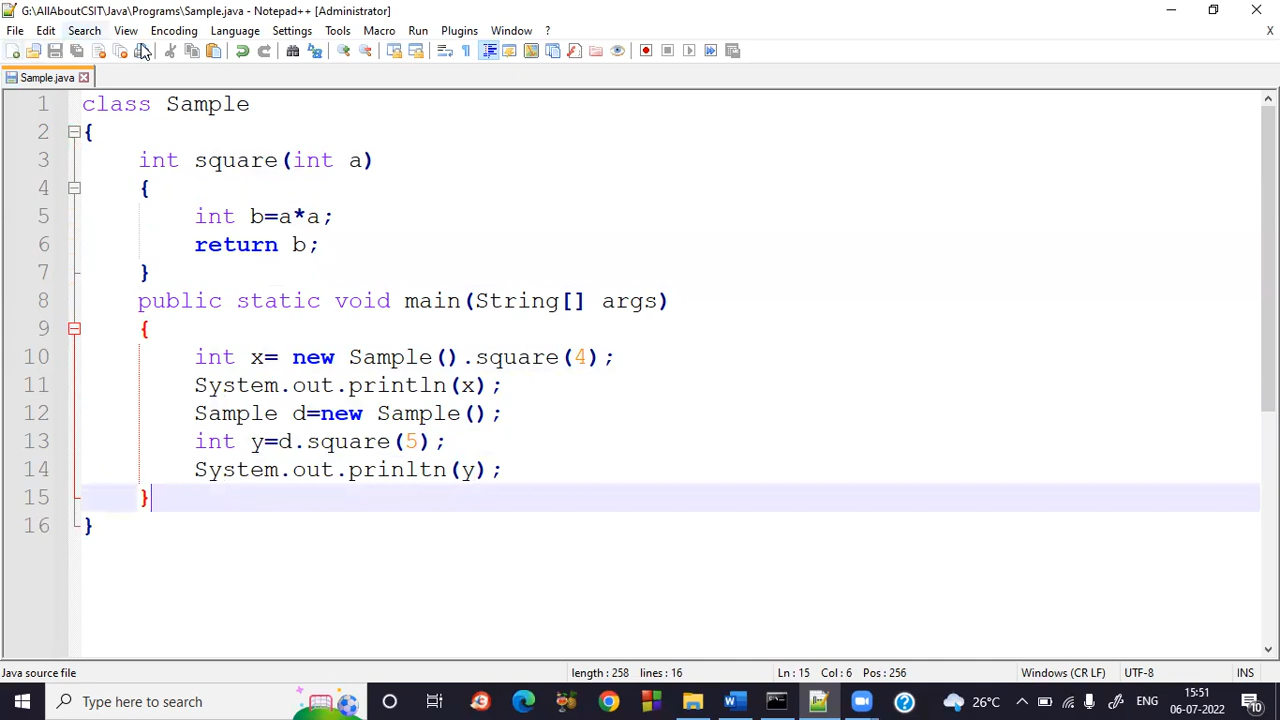 G:\AllAboutCSIT\Java\Programs\Sample.java - Notepad++ [Administrator]
File Edit Search View Encoding Language Settings Tools Macro Run Plugins Window ? X
Sample.java
1 class Sample
2 {
3 int square(int a)
4 {
5 int b=a*a;
6 return b;
7 }
8 public static void main(String[] args)
9 {
10 int x= new Sample().square(4);
11 System.out.println(x);
12 Sample d=new Sample();
13 int y=d.square(5);
14 System.out.prinltn(y);
15 }
16 }
Java source file length : 258 lines : 16 Ln : 15 Col : 6 Pos : 256 Windows (CR LF) UTF-8 INS
Type here to search 26°C ENG 15:51
06-07-2022 10